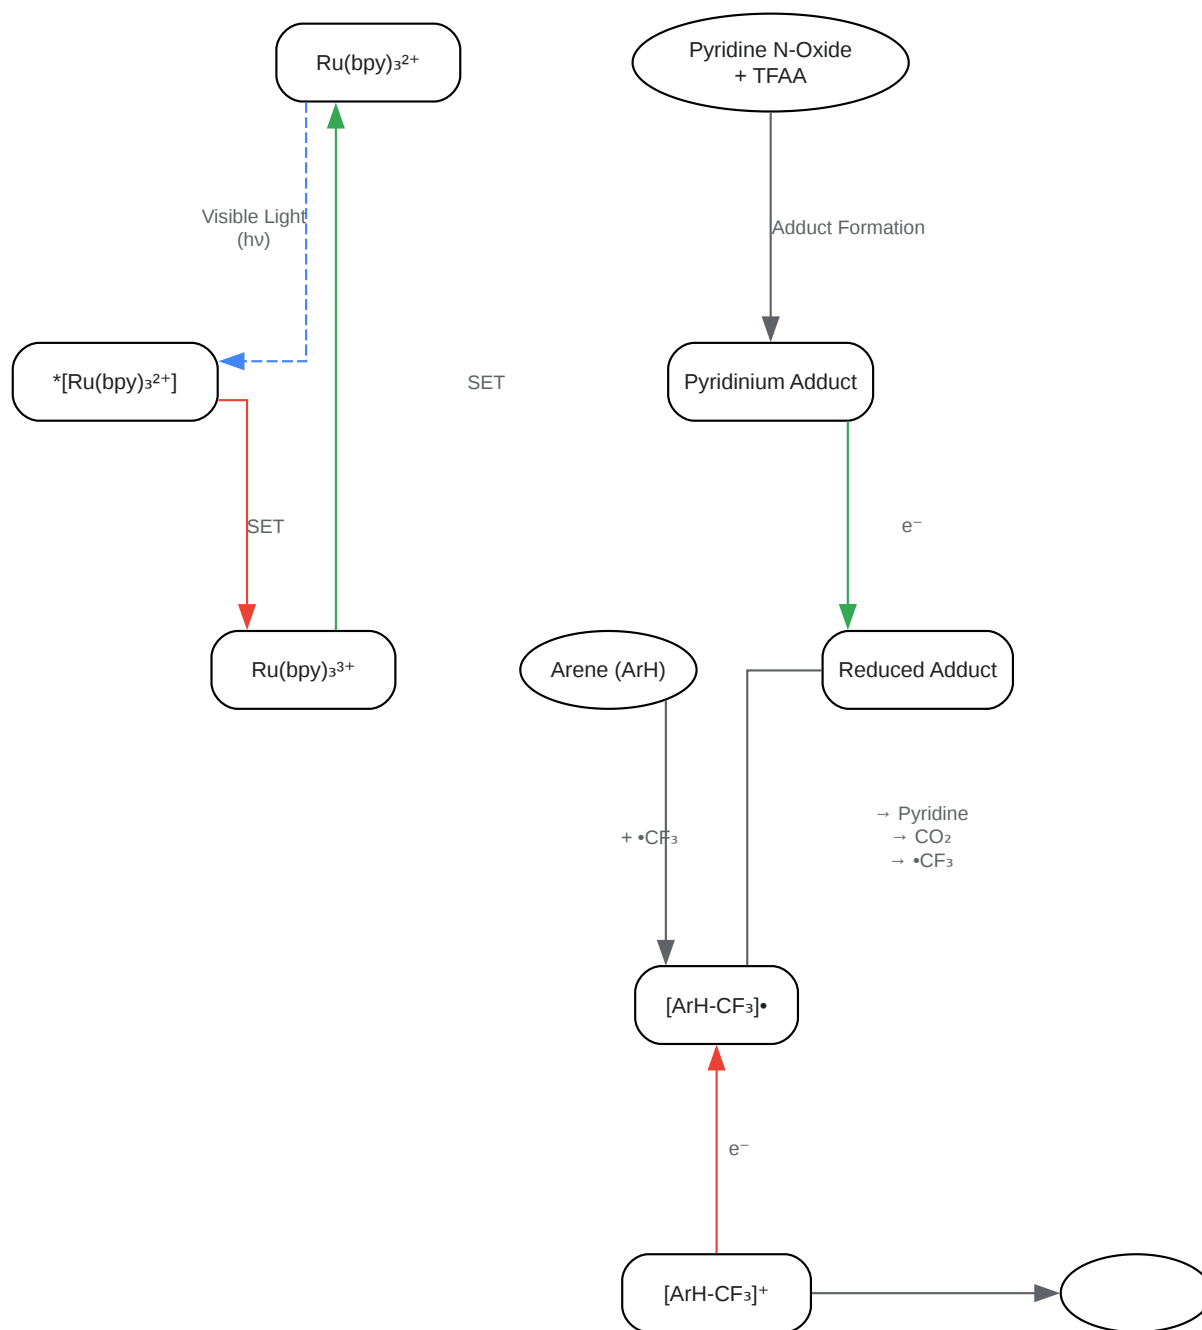 Ru(bpy)₃²⁺
Pyridine N-Oxide
+ TFAA
Visible Light
(hν)
Adduct Formation
*[Ru(bpy)₃²⁺]
SET
Pyridinium Adduct
SET
e⁻
Ru(bpy)₃³⁺
Arene (ArH)
Reduced Adduct
+ •CF₃
→ Pyridine
→ CO₂
→ •CF₃
[ArH-CF₃]•
e⁻
[ArH-CF₃]⁺